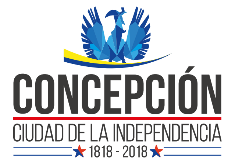 CONCEPCIÓN
CIUDAD DE LA INDEPENDENCIA
1818 - 2018